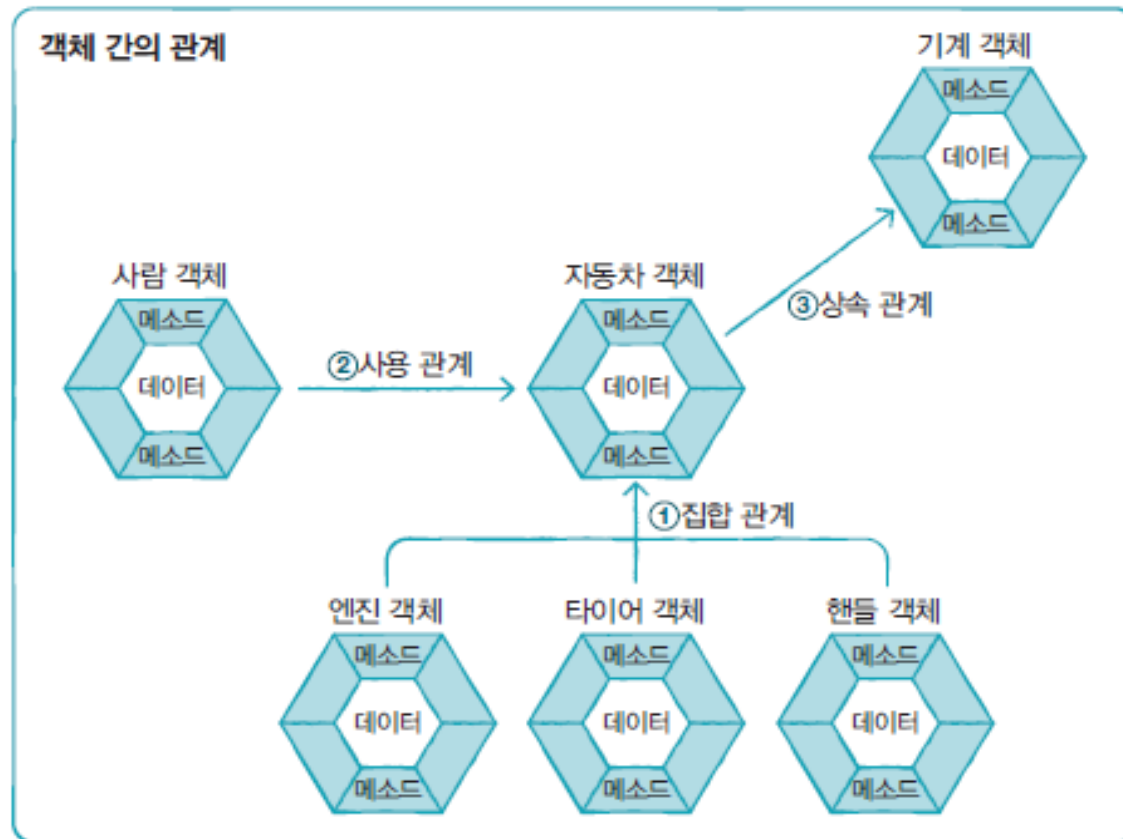 객체 간의 관계
기계 객체
메소드
데이터
메소드
사람 객체
메소드
데이터
메소드
②사용 관계
자동차 객체
메소드
데이터
메소드
③상속 관계
①집합 관계
엔진 객체
메소드
데이터
메소드
타이어 객체
메소드
데이터
메소드
핸들 객체
메소드
데이터
메소드